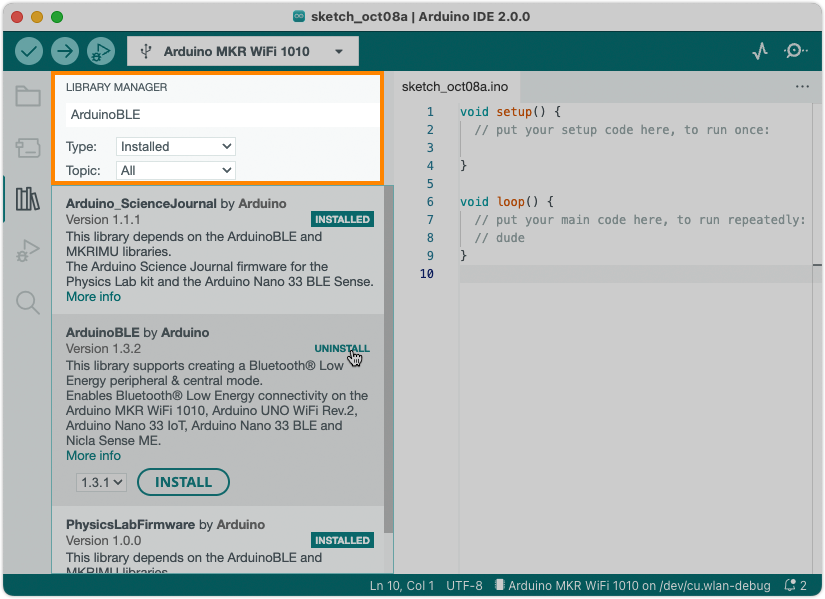 sketch_oct08a | Arduino IDE 2.0.0
Arduino MKR WiFi 1010
LIBRARY MANAGER
ArduinoBLE
Type: Installed
Topic: All
Arduino_ScienceJournal by Arduino
Version 1.1.1 INSTALLED
This library depends on the ArduinoBLE and
MKRIMU libraries.
The Arduino Science Journal firmware for the
Physics Lab kit and the Arduino Nano 33 BLE Sense.
More info
ArduinoBLE by Arduino
Version 1.3.2 UNINSTALL
This library supports creating a Bluetooth® Low
Energy peripheral & central mode.
Enables Bluetooth® Low Energy connectivity on the
Arduino MKR WiFi 1010, Arduino UNO WiFi Rev.2,
Arduino Nano 33 IoT, Arduino Nano 33 BLE and
Nicla Sense ME.
More info
1.3.1 INSTALL
PhysicsLabFirmware by Arduino
Version 1.0.0 INSTALLED
This library depends on the ArduinoBLE and
MKRIMU libraries
sketch_oct08a.ino
1 void setup() {
2 // put your setup code here, to run once:
3
4 }
5
6 void loop() {
7 // put your main code here, to run repeatedly:
8 // dude
9 }
10
Ln 10, Col 1 UTF-8 Arduino MKR WiFi 1010 on /dev/cu.wlan-debug 2